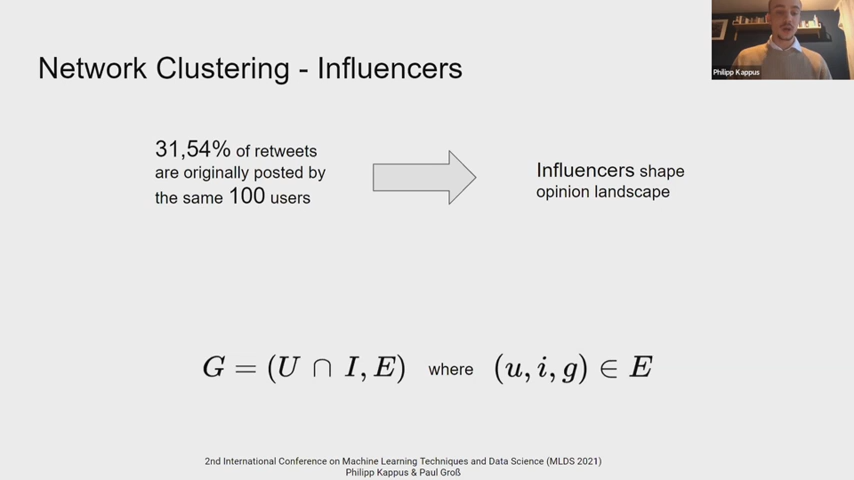 Philipp Kappus
Network Clustering - Influencers
31,54% of retweets
are originally posted by
the same 100 users
Influencers shape
opinion landscape
G = (U ∩ I, E) where (u, i, g) ∈ E
2nd International Conference on Machine Learning Techniques and Data Science (MLDS 2021)
Philipp Kappus & Paul Groß